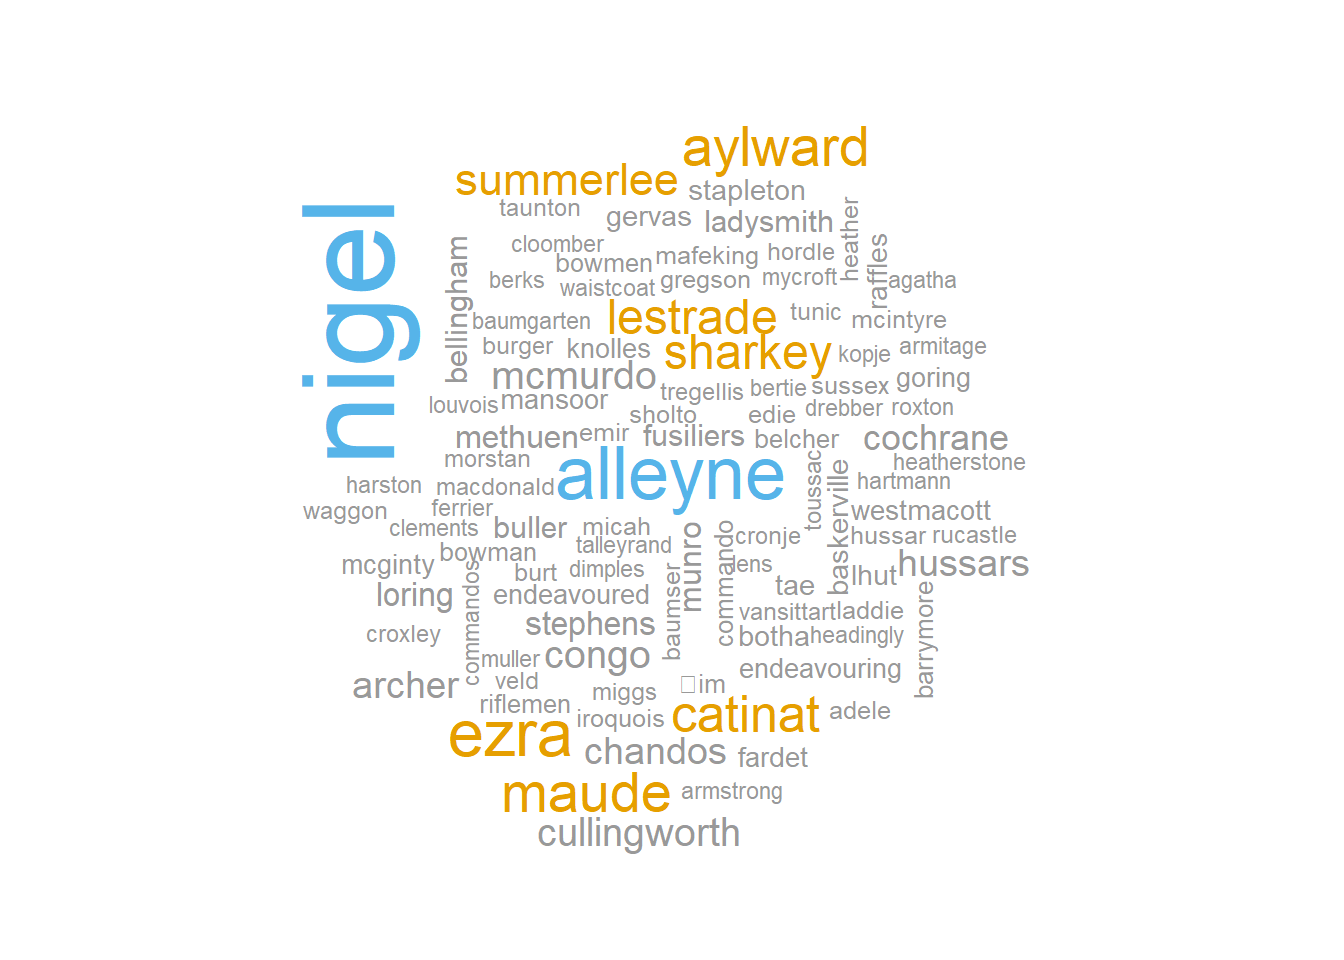 aylward
summerlee
stapleton
taunton
gervas
ladysmith
heather
nigel
cloomber
bowmen
mafeking
hordle
raffles
bellingham
berks
waistcoat
gregson
mycroft
agatha
baumgarten
lestrade
tunic
mcintyre
burger
knolles
sharkey
kopje
armitage
mcmurdo
tregellis
bertie
sussex
goring
louvois
mansoor
sholto
edie
drebber
roxton
methuen
emir
fusiliers
belcher
cochrane
morstan
alleyne
toussac
baskerville
heatherstone
harston
macdonald
hartmann
waggon
ferrier
westmacott
clements
buller
micah
munro
commando
cronje
hussar
rucastle
bowman
talleyrand
mcginty
burt
dimples
baumser
tae
lhut
hussars
loring
commandos
endeavoured
vansittart
laddie
croxley
stephens
botha
headingly
barrymore
muller
congo
archer
veld
miggs
im
endeavouring
riflemen
iroquois
catinat
adele
ezra
chandos
fardet
maude
armstrong
cullingworth